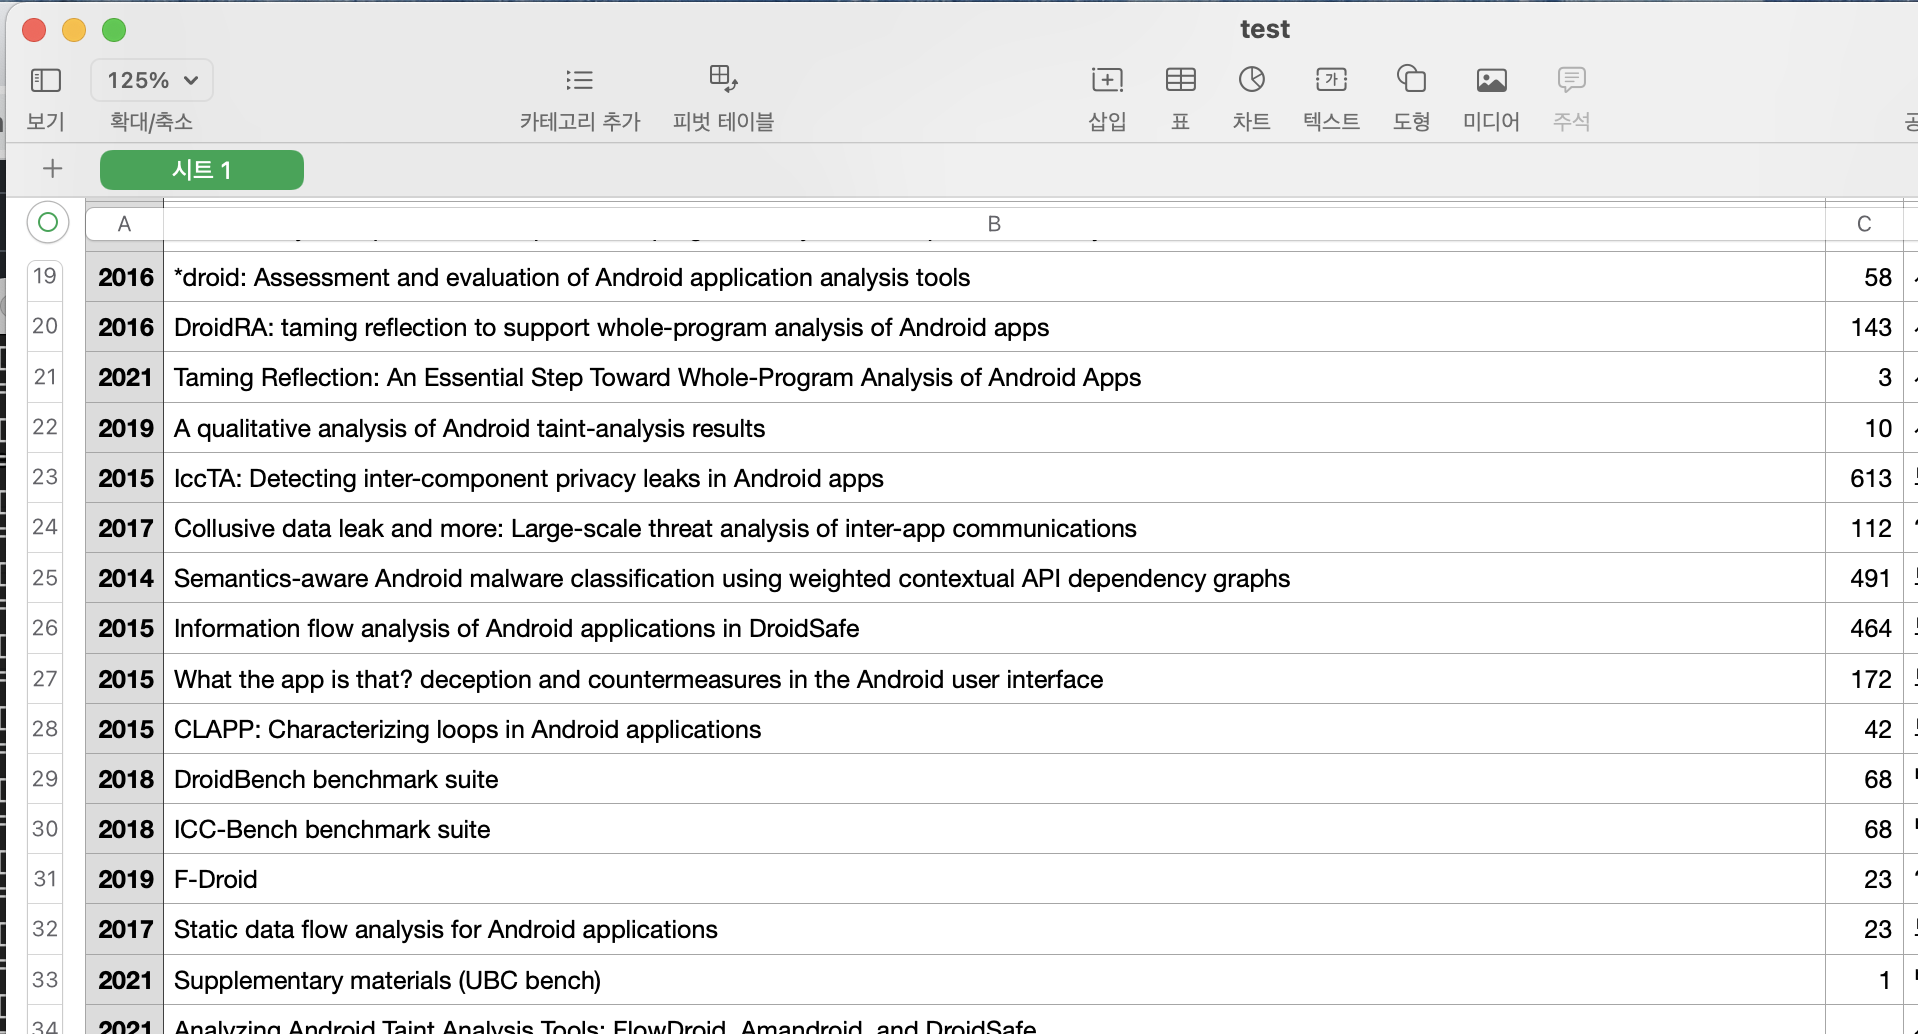 test
125%
보기
확대/축소
카테고리 추가
피벗 테이블
삽입
표
차트
텍스트
도형
미디어
주석
시트 1
A B C
19 2016 *droid: Assessment and evaluation of Android application analysis tools 58
20 2016 DroidRA: taming reflection to support whole-program analysis of Android apps 143
21 2021 Taming Reflection: An Essential Step Toward Whole-Program Analysis of Android Apps 3
22 2019 A qualitative analysis of Android taint-analysis results 10
23 2015 IccTA: Detecting inter-component privacy leaks in Android apps 613
24 2017 Collusive data leak and more: Large-scale threat analysis of inter-app communications 112
25 2014 Semantics-aware Android malware classification using weighted contextual API dependency graphs 491
26 2015 Information flow analysis of Android applications in DroidSafe 464
27 2015 What the app is that? deception and countermeasures in the Android user interface 172
28 2015 CLAPP: Characterizing loops in Android applications 42
29 2018 DroidBench benchmark suite 68
30 2018 ICC-Bench benchmark suite 68
31 2019 F-Droid 23
32 2017 Static data flow analysis for Android applications 23
33 2021 Supplementary materials (UBC bench) 1
34 2021 Analyzing Android Taint Analysis Tools: FlowDroid, Amandroid, and DroidSafe